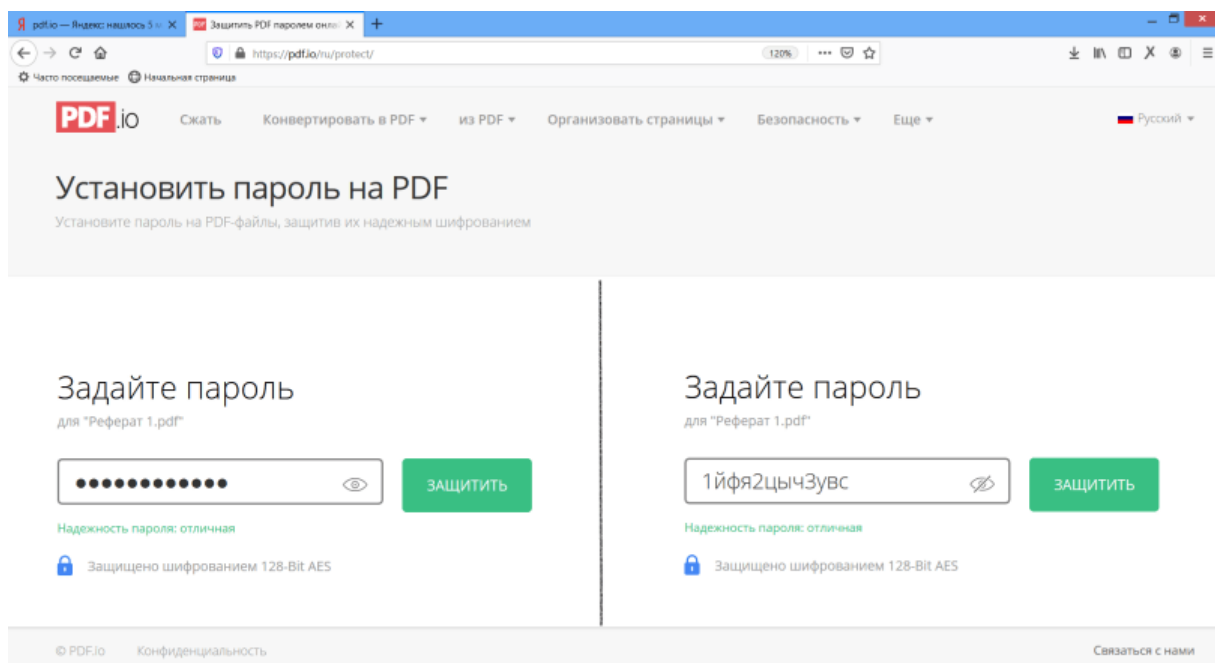 pdf.io — Яндекс: нашлось 5 м
Защитить PDF паролем онлай
https://pdf.io/ru/protect/
120%
Часто посещаемые Начальная страница
PDF.io Сжать Конвертировать в PDF из PDF Организовать страницы Безопасность Еще Русский
Установить пароль на PDF
Установите пароль на PDF-файлы, защитив их надежным шифрованием
Задайте пароль
для "Реферат 1.pdf"
●●●●●●●●●●●● ЗАЩИТИТЬ
Надежность пароля: отличная
Защищено шифрованием 128-Bit AES
Задайте пароль
для "Реферат 1.pdf"
1йфя2цыч3увс ЗАЩИТИТЬ
Надежность пароля: отличная
Защищено шифрованием 128-Bit AES
© PDF.io Конфиденциальность Связаться с нами